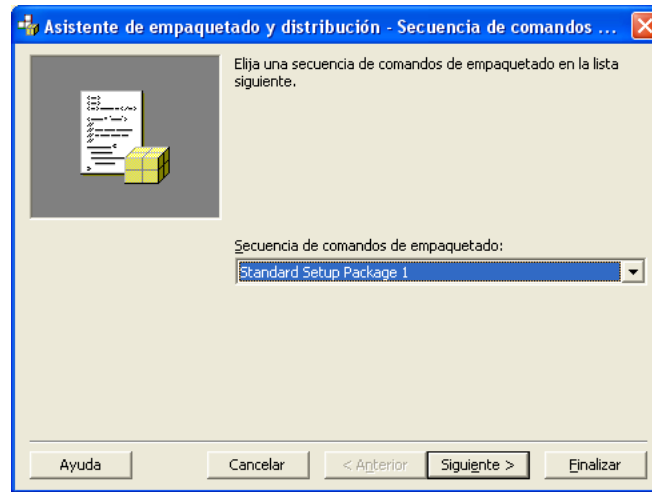 Asistente de empaquetado y distribución - Secuencia de comandos ...
Elija una secuencia de comandos de empaquetado en la lista
siguiente.
Secuencia de comandos de empaquetado:
Standard Setup Package 1
Ayuda
Cancelar
< Anterior
Siguiente >
Finalizar